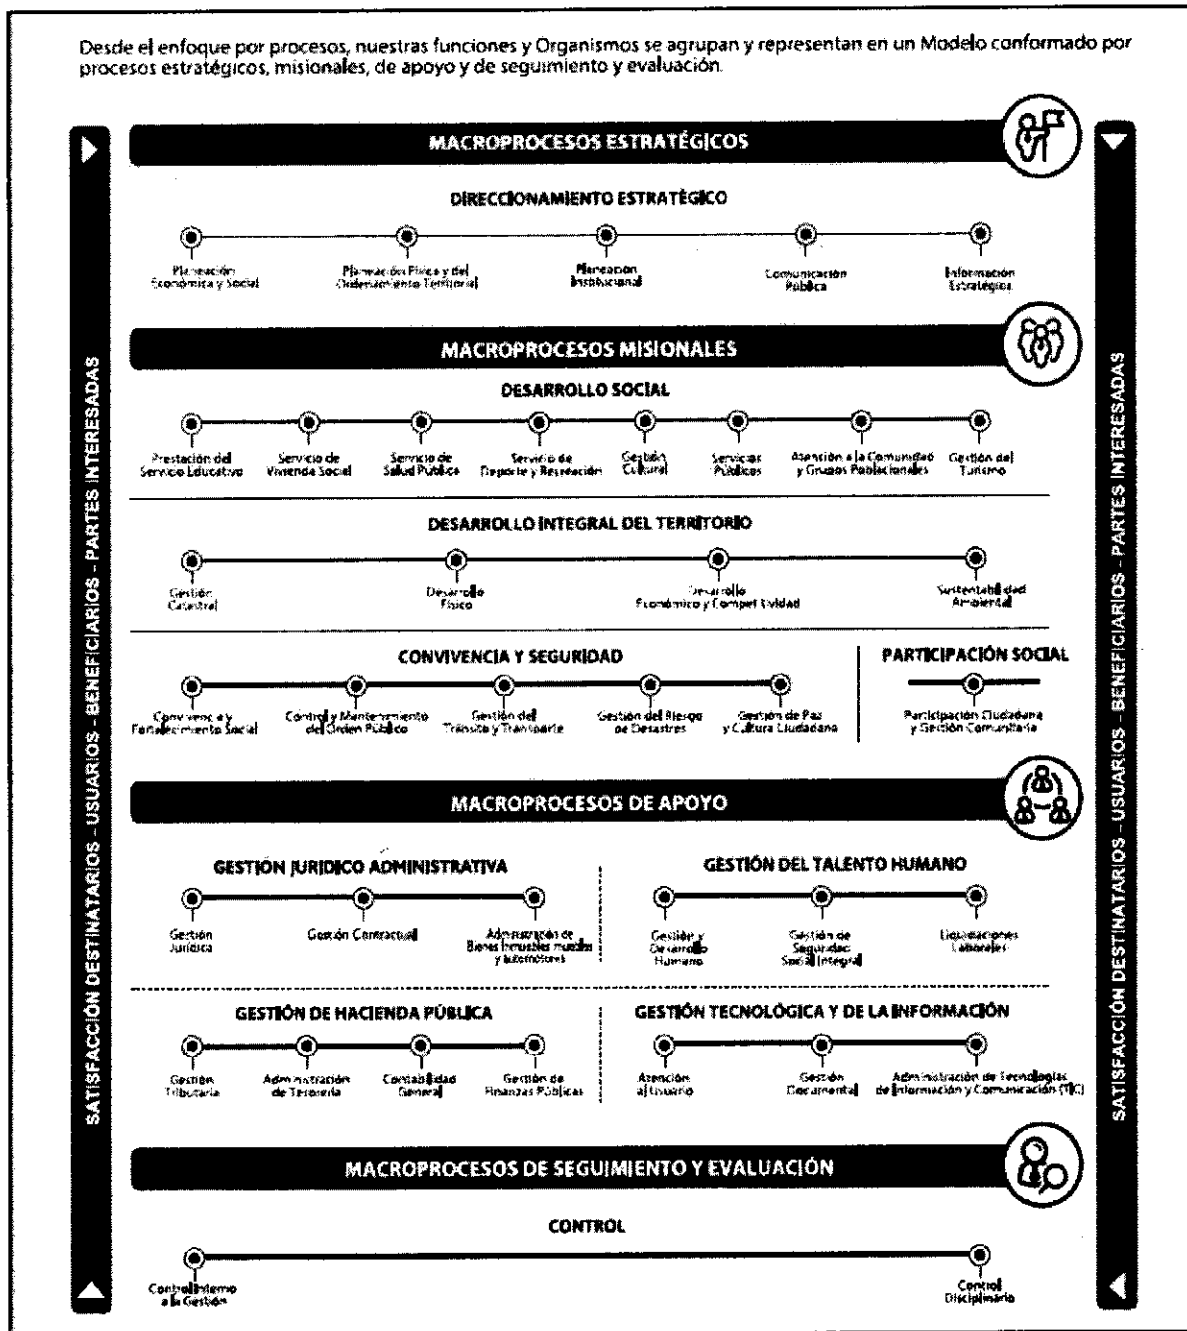 Desde el enfoque por procesos, nuestras funciones y Organismos se agrupan y representan en un Modelo conformado por
procesos estratégicos, misionales, de apoyo y de seguimiento y evaluación.
SATISFACCIÓN DESTINATARIOS - USUARIOS - BENEFICIARIOS - PARTES INTERESADAS
MACROPROCESOS ESTRATÉGICOS
DIRECCIONAMIENTO ESTRATÉGICO
Planeación
Económica y Social
Planeación Física y del
Ordenamiento Territorial
Planeación
Institucional
Comunicación
Pública
Información
Estratégica
MACROPROCESOS MISIONALES
DESARROLLO SOCIAL
Prestación del
Servicio Educativo
Servicio de
Vivienda Social
Servicio de
Salud Pública
Servicio de
Deporte y Recreación
Gestión
Cultural
Servicios
Públicos
Atención a la Comunidad
y Grupos Poblacionales
Gestión del
Turismo
DESARROLLO INTEGRAL DEL TERRITORIO
Gestión
Catastral
Desarrollo
Físico
Desarrollo
Económico y Competitividad
Sustentabilidad
Ambiental
CONVIVENCIA Y SEGURIDAD
Convivencia y
Fortalecimiento Social
Control y Mantenimiento
del Orden Público
Gestión del
Tránsito y Transporte
Gestión del Riesgo
de Desastres
Gestión de Paz
y Cultura Ciudadana
PARTICIPACIÓN SOCIAL
Participación Ciudadana
y Gestión Comunitaria
MACROPROCESOS DE APOYO
GESTIÓN JURIDICO ADMINISTRATIVA
Gestión
Jurídica
Gestión Contractual
Administración de
Bienes Inmuebles muebles
y automotores
GESTIÓN DEL TALENTO HUMANO
Gestión y
Desarrollo
Humano
Gestión de
Seguridad
Social Integral
Liquidaciones
Laborales
GESTIÓN DE HACIENDA PÚBLICA
Gestión
Tributaria
Administración
de Tesorería
Contabilidad
General
Gestión de
Finanzas Públicas
GESTIÓN TECNOLÓGICA Y DE LA INFORMACIÓN
Atención
al Usuario
Gestión
Documental
Administración de Tecnologías
de Información y Comunicación (TIC)
MACROPROCESOS DE SEGUIMIENTO Y EVALUACIÓN
CONTROL
Control Interno
a la Gestión
Control
Disciplinario
SATISFACCIÓN DESTINATARIOS - USUARIOS - BENEFICIARIOS - PARTES INTERESADAS